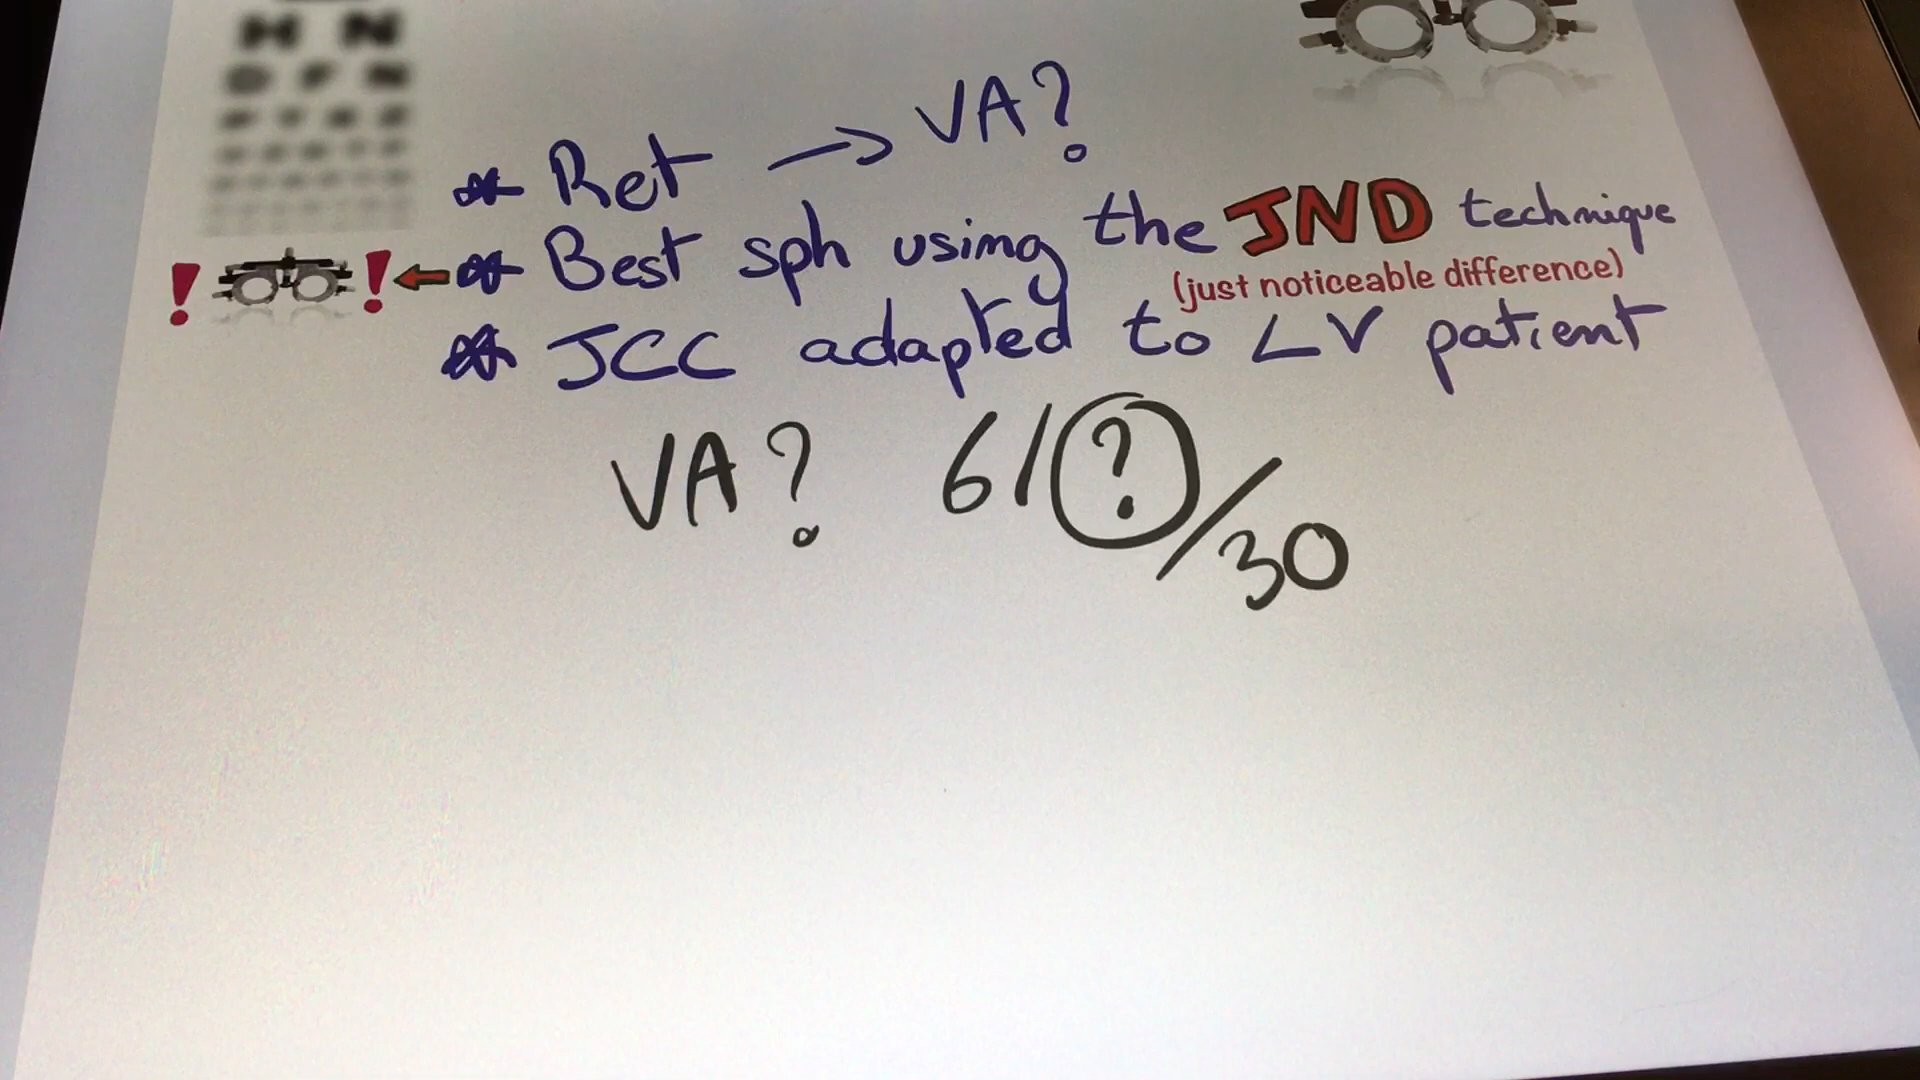 H N
* Ret → VA?
* Best sph using the JND technique
(just noticeable difference)
! ! ← * JCC adapted to LV patient
VA? 6/?/30